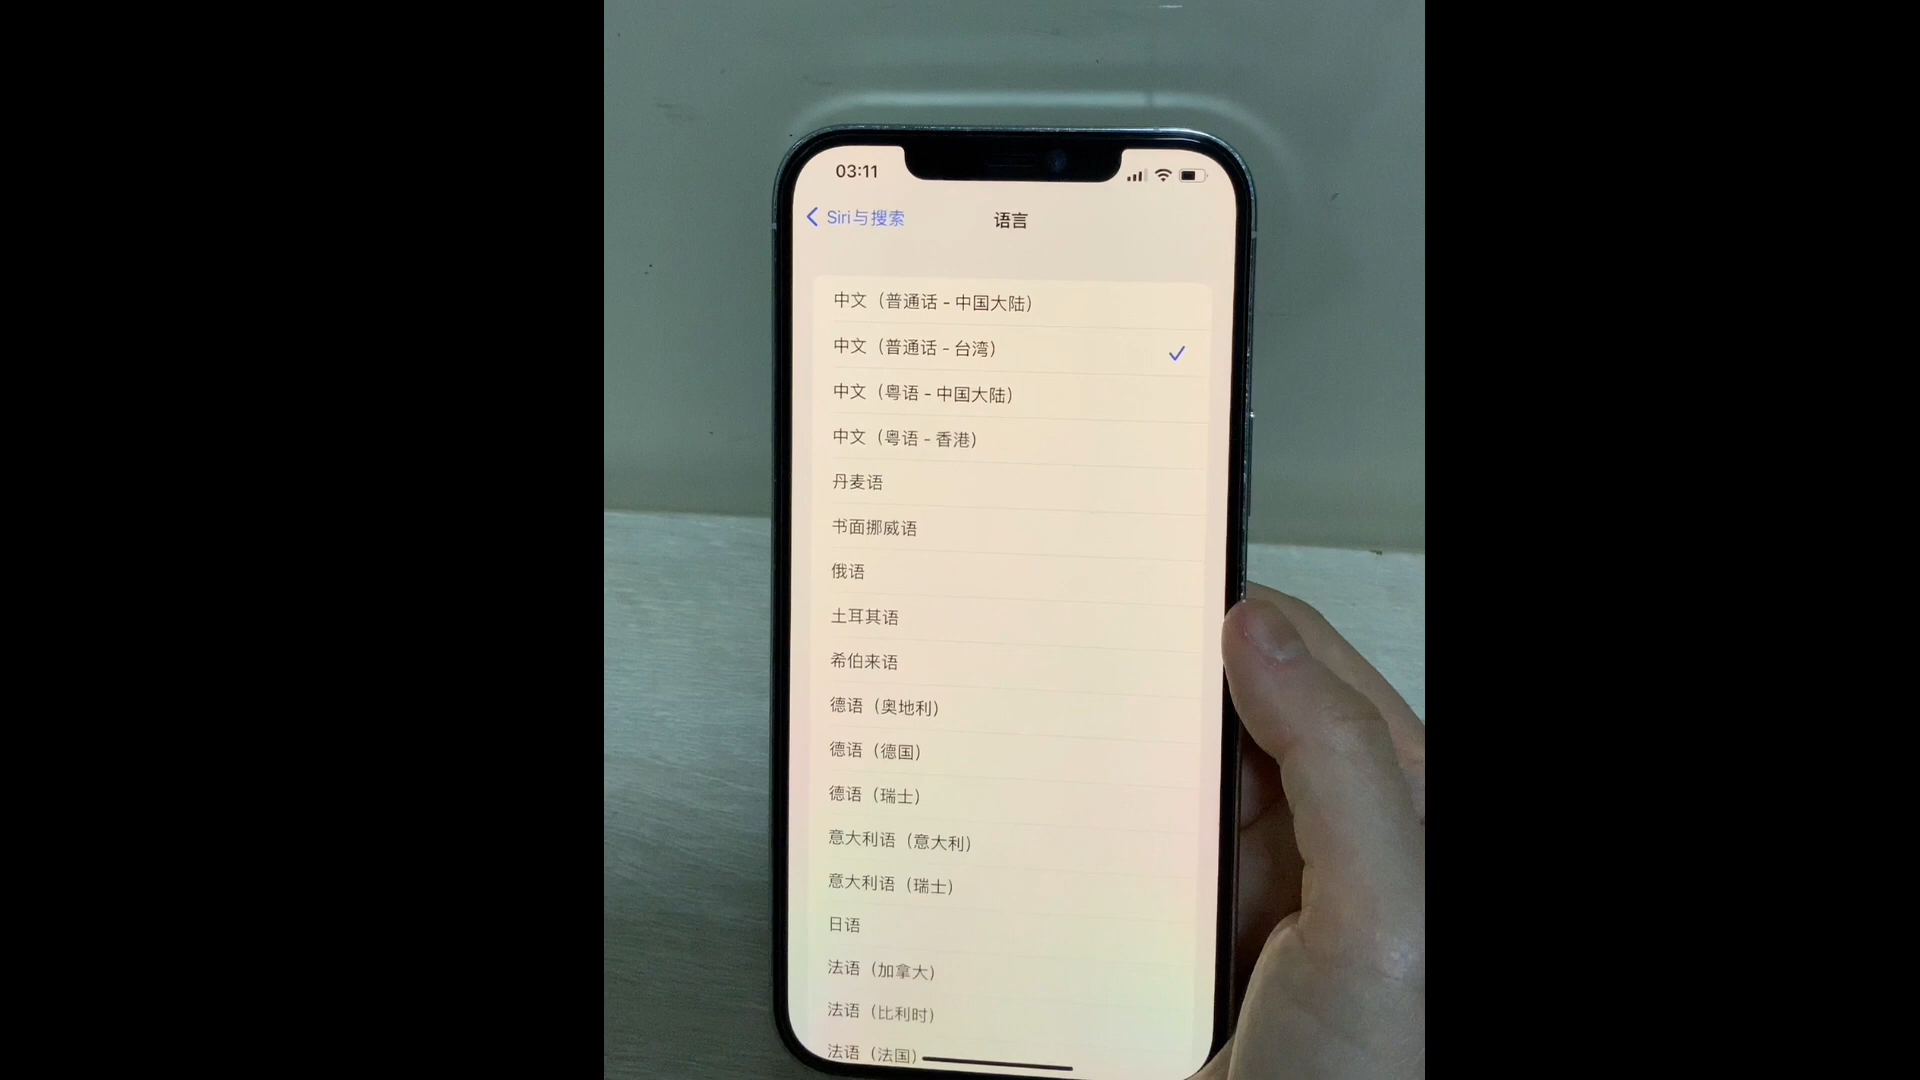 03:11
Siri与搜索
语言
中文（普通话 - 中国大陆）
中文（普通话 - 台湾）
中文（粤语 - 中国大陆）
中文（粤语 - 香港）
丹麦语
书面挪威语
俄语
土耳其语
希伯来语
德语（奥地利）
德语（德国）
德语（瑞士）
意大利语（意大利）
意大利语（瑞士）
日语
法语（加拿大）
法语（比利时）
法语（法国）